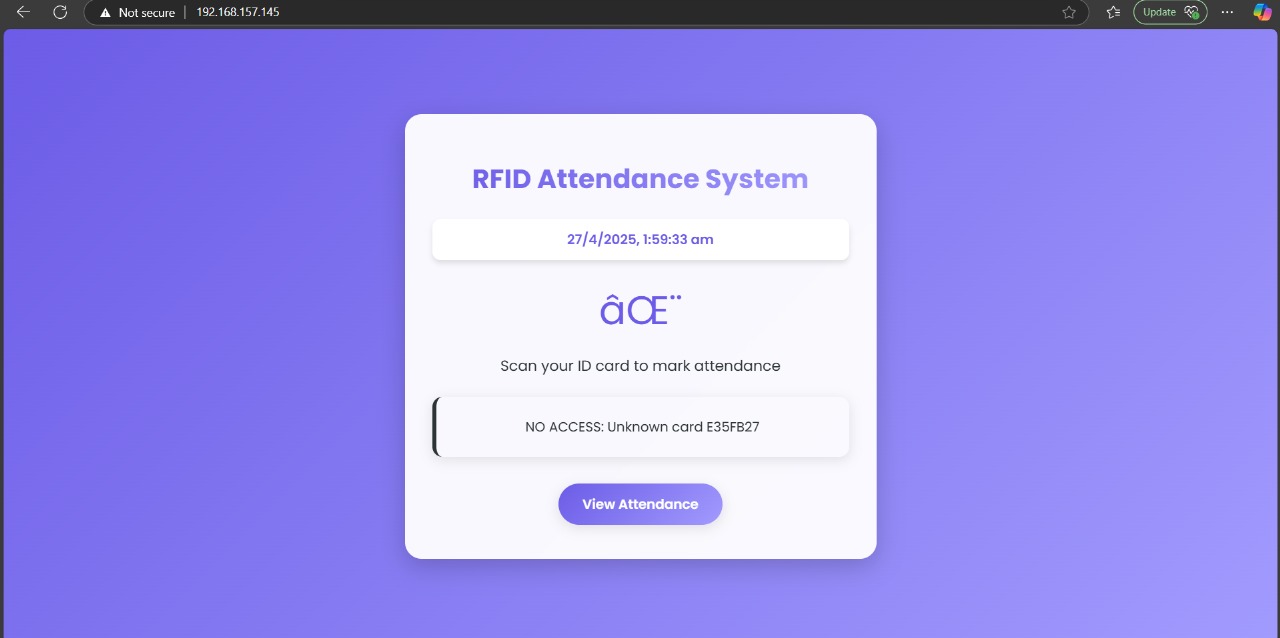 Not secure | 192.168.157.145
Update
RFID Attendance System
27/4/2025, 1:59:33 am
âŒ¨
Scan your ID card to mark attendance
NO ACCESS: Unknown card E35FB27
View Attendance